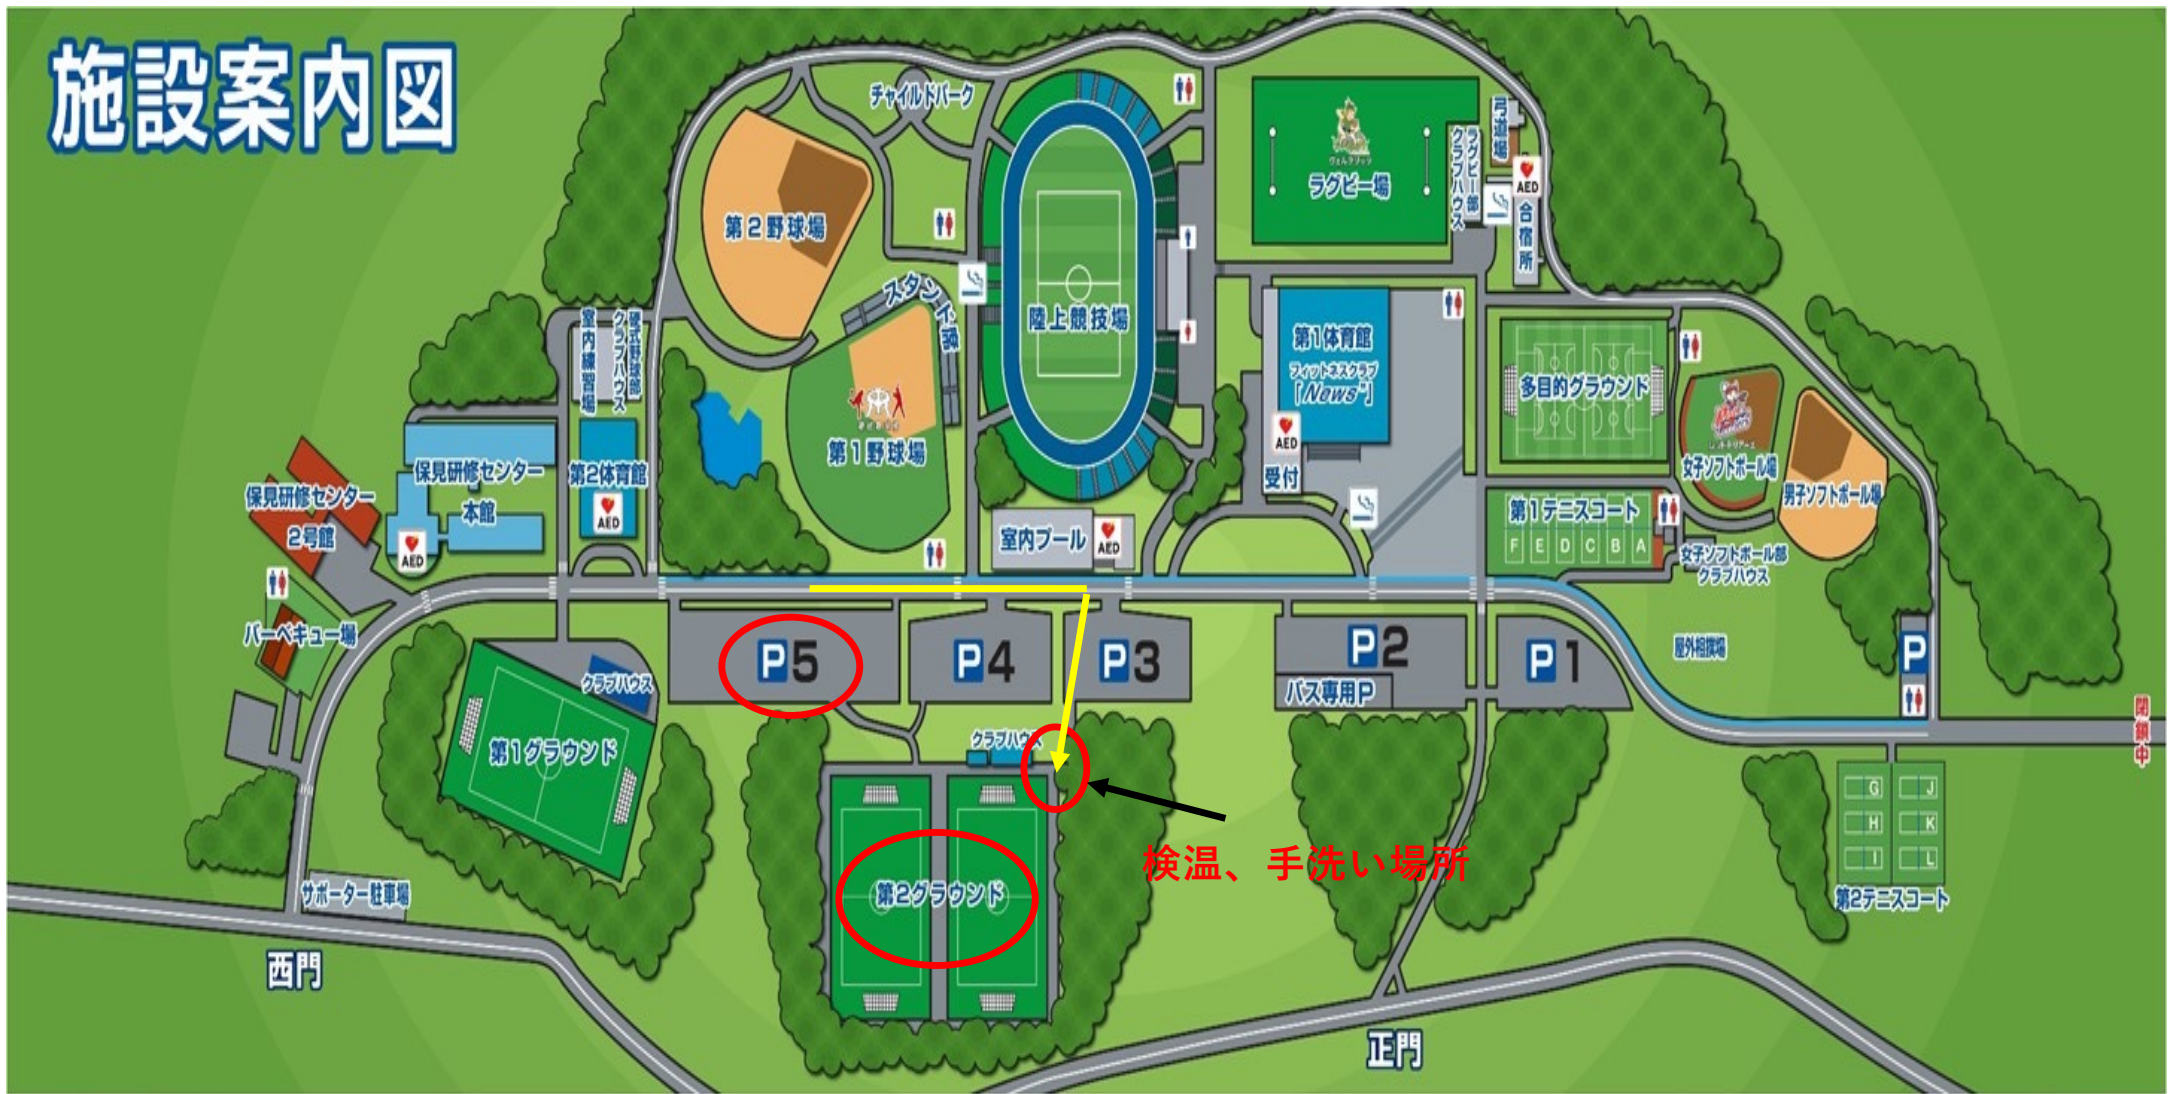 施設案内図
チャイルドパーク
第2野球場
スタンド場
第1野球場
陸上競技場
ラグビー場
ラグビー部
クラブハウス
弓道場
AED
合宿所
第1体育館
フィットネスクラブ
[News]
AED
受付
多目的グラウンド
女子ソフトボール場
男子ソフトボール場
第1テニスコート
F E D C B A
女子ソフトボール部
クラブハウス
室内練習場
硬式野球部
クラブハウス
保見研修センター
本館
AED
第2体育館
AED
保見研修センター
2号館
バーベキュー場
室内プール
AED
P5
P4
P3
P2
バス専用P
P1
屋外相撲場
P
閉鎖中
クラブハウス
第1グラウンド
クラブハウス
第2グラウンド
検温、手洗い場所
G J
H K
I L
第2テニスコート
サポーター駐車場
西門
正門